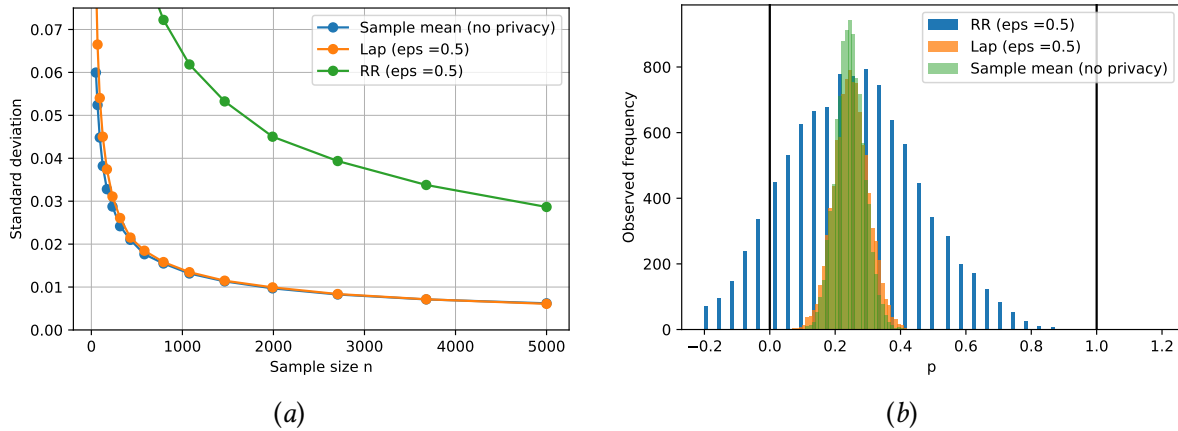 Standard deviation
0.07
0.06
0.05
0.04
0.03
0.02
0.01
0.00
0
1000
2000
3000
4000
5000
Sample size n
Sample mean (no privacy)
Lap (eps =0.5)
RR (eps =0.5)
(a)
Observed frequency
800
600
400
200
0
−0.2
0.0
0.2
0.4
0.6
0.8
1.0
1.2
p
RR (eps =0.5)
Lap (eps =0.5)
Sample mean (no privacy)
(b)